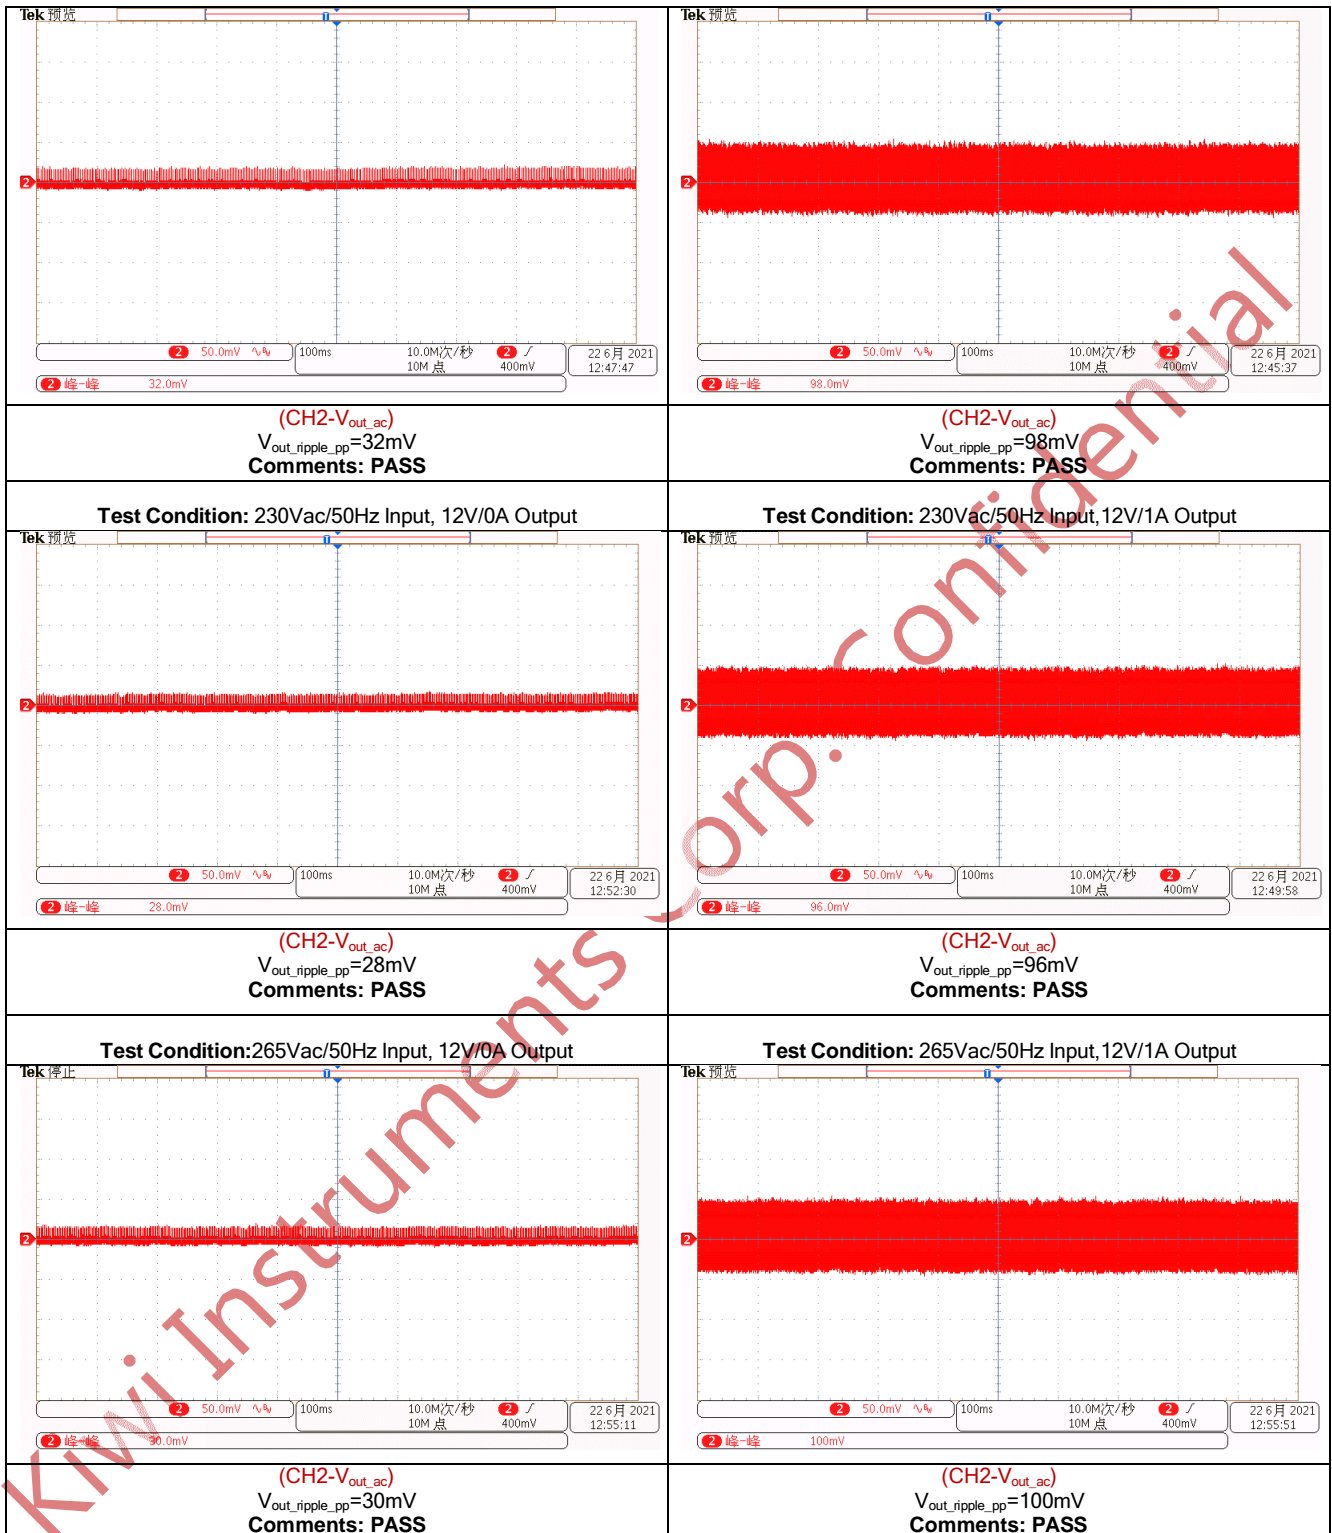 Tek 预览
2
2 50.0mV
100ms 10.0M次/秒 2
10M 点 400mV
22 6月 2021
12:47:47
2 峰-峰 32.0mV
Tek 预览
2
2 50.0mV
100ms 10.0M次/秒 2
10M 点 400mV
22 6月 2021
12:45:37
2 峰-峰 98.0mV
(CH2-Vout_ac)
Vout_ripple_pp=32mV
Comments: PASS
(CH2-Vout_ac)
Vout_ripple_pp=98mV
Comments: PASS
Test Condition: 230Vac/50Hz Input, 12V/0A Output
Test Condition: 230Vac/50Hz Input,12V/1A Output
Tek 预览
2
2 50.0mV
100ms 10.0M次/秒 2
10M 点 400mV
22 6月 2021
12:52:30
2 峰-峰 28.0mV
Tek 预览
2
2 50.0mV
100ms 10.0M次/秒 2
10M 点 400mV
22 6月 2021
12:49:58
2 峰-峰 96.0mV
(CH2-Vout_ac)
Vout_ripple_pp=28mV
Comments: PASS
(CH2-Vout_ac)
Vout_ripple_pp=96mV
Comments: PASS
Test Condition:265Vac/50Hz Input, 12V/0A Output
Test Condition: 265Vac/50Hz Input,12V/1A Output
Tek 停止
2
2 50.0mV
100ms 10.0M次/秒 2
10M 点 400mV
22 6月 2021
12:55:11
2 峰-峰 30.0mV
Tek 预览
2
2 50.0mV
100ms 10.0M次/秒 2
10M 点 400mV
22 6月 2021
12:55:51
2 峰-峰 100mV
(CH2-Vout_ac)
Vout_ripple_pp=30mV
Comments: PASS
(CH2-Vout_ac)
Vout_ripple_pp=100mV
Comments: PASS
Kiwi Instruments Corp. Confidential